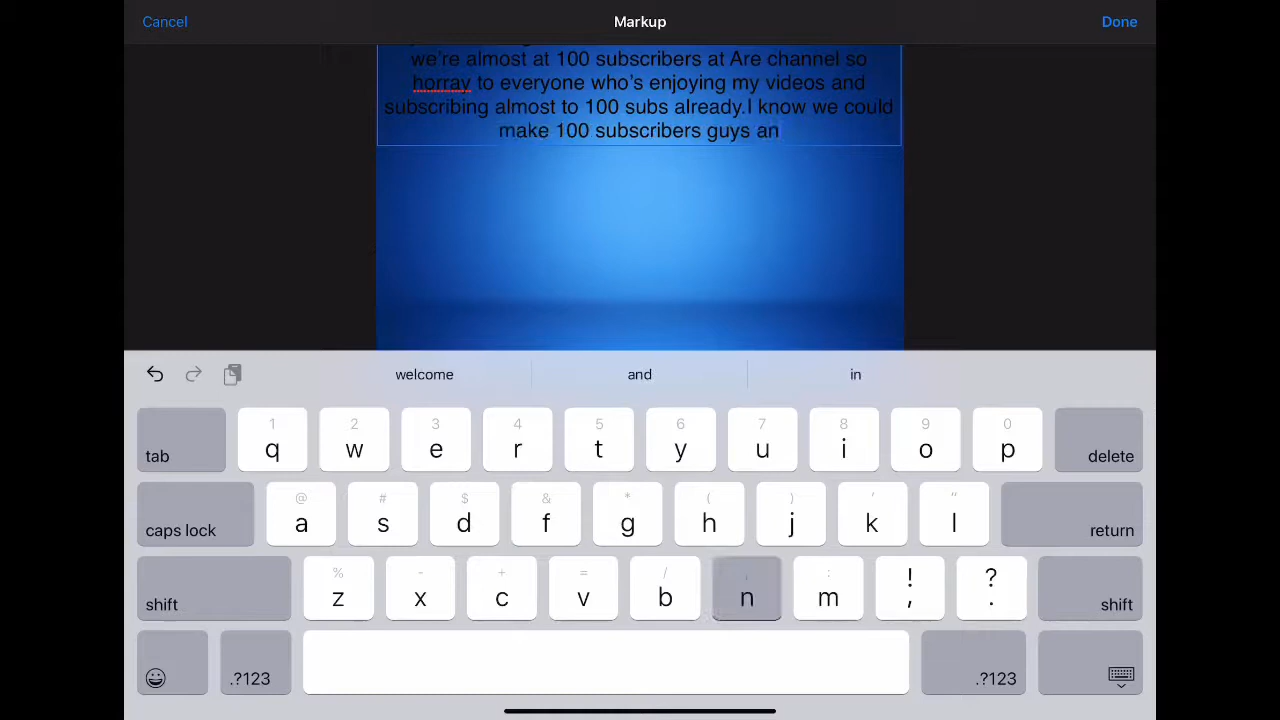 Cancel
Markup
Done
we're almost at 100 subscribers at Are channel so
horray to everyone who's enjoying my videos and
subscribing almost to 100 subs already.I know we could
make 100 subscribers guys an
welcome
and
in
1 2 3 4 5 6 7 8 9 0
tab q w e r t y u i o p delete
@ # $ & * ( ) ' "
caps lock a s d f g h j k l return
% - + = / ; : ! ?
shift z x c v b n m , . shift
.?123
.?123